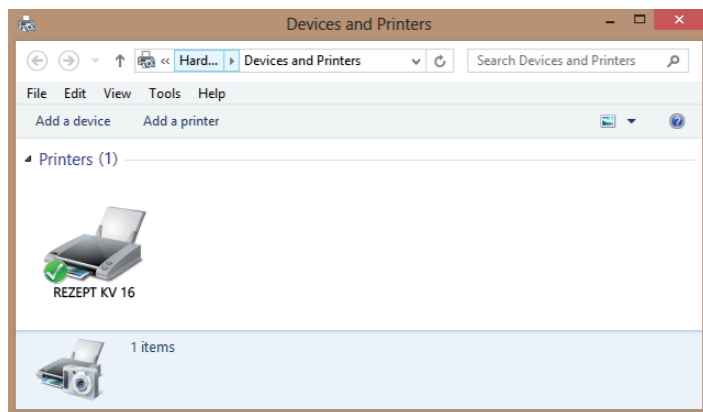 Devices and Printers
« Hard... Devices and Printers Search Devices and Printers
File Edit View Tools Help
Add a device Add a printer ?
Printers (1)
REZEPT KV 16
1 items